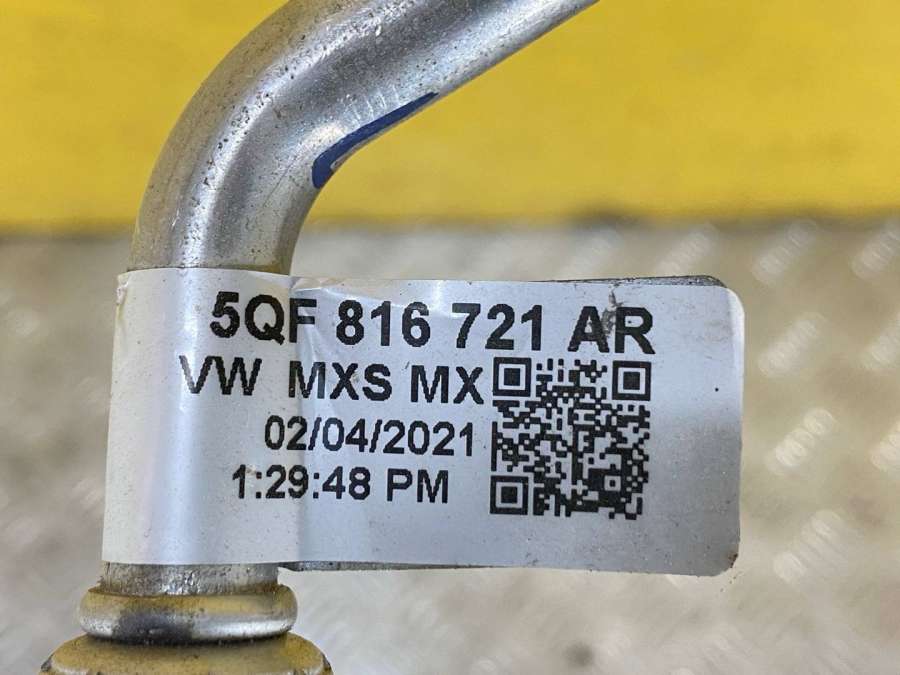 5QF 816 721 AR
VW MXS MX
02/04/2021
1:29:48 PM